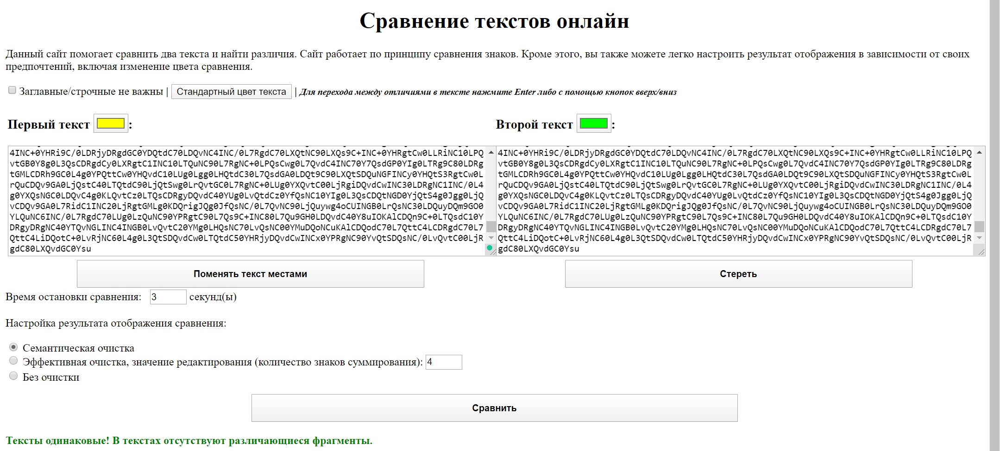 Сравнение текстов онлайн
Данный сайт помогает сравнить два текста и найти различия. Сайт работает по принципу сравнения знаков. Кроме этого, вы также можете легко настроить результат отображения в зависимости от своих
предпочтений, включая изменение цвета сравнения.
Заглавные/строчные не важны | Стандартный цвет текста | Для перехода между отличиями в тексте нажмите Enter либо с помощью кнопок вверх/вниз
Первый текст :
Второй текст :
4INC+0YHRi9C/0LDRjyDRgdGC0YDQtdC70LDQvNC4INC/0L7RgdC70LXQtNC90LXQs9C+INC+0YHRgtCw0LLRiNC10LPQ
vtGB0Y8g0L3QsCDRgdCy0LXRgtC1INC10LTQuNC90L7RgNC+0LPQsCwg0L7QvdC4INC70Y7QsdGP0YIg0LTRg9C80LDRg
tGMLCDRh9GC0L4g0YPQttCw0YHQvdC10LUg0Lgg0LHQtdC30L7QsdGA0LDQt9C90LXQtSDQuNGFINCy0YHQtS3RgtCw0L
rQuCDQv9GA0LjQstC40LTQtdC90LjQtSwg0LrQvtGC0L7RgNC+0LUg0YXQvtC00LjRgiDQvdCwINC30LDRgNC1INC/0L4
g0YXQsNGC0LDQvC4g0KLQvtCz0LTQsCDRgyDQvdC40YUg0LvQtdCz0YfQsNC10YIg0L3QsCDQtNGD0YjQtS4g0Jgg0LjQ
vCDQv9GA0L7RidC1INC20LjRgtGMLg0KDQrigJQg0JfQsNC/0L7QvNC90LjQuywg4oCUINGB0LrQsNC30LDQuyDQm9GO0
YLQuNC6INC/0L7RgdC70LUg0LzQuNC90YPRgtC90L7Qs9C+INC80L7Qu9GH0LDQvdC40Y8uIOKAlCDQn9C+0LTQsdC10Y
DRgyDRgNC40YTQvNGLINC4INGB0LvQvtC20YMg0LHQsNC70LvQsNC00YMuDQoNCuKAlCDQodC70L7QttC4LCDRgdC70L7
QttC4LiDQotC+0LvRjNC60L4g0L3QtSDQvdCw0LTQtdC50YHRjyDQvdCwINCx0YPRgNC90YvQtSDQsNC/0LvQvtC00LjR
gdC80LXQvdGC0Ysu
4INC+0YHRi9C/0LDRjyDRgdGC0YDQtdC70LDQvNC4INC/0L7RgdC70LXQtNC90LXQs9C+INC+0YHRgtCw0LLRiNC10LPQ
vtGB0Y8g0L3QsCDRgdCy0LXRgtC1INC10LTQuNC90L7RgNC+0LPQsCwg0L7QvdC4INC70Y7QsdGP0YIg0LTRg9C80LDRg
tGMLCDRh9GC0L4g0YPQttCw0YHQvdC10LUg0Lgg0LHQtdC30L7QsdGA0LDQt9C90LXQtSDQuNGFINCy0YHQtS3RgtCw0L
rQuCDQv9GA0LjQstC40LTQtdC90LjQtSwg0LrQvtGC0L7RgNC+0LUg0YXQvtC00LjRgiDQvdCwINC30LDRgNC1INC/0L4
g0YXQsNGC0LDQvC4g0KLQvtCz0LTQsCDRgyDQvdC40YUg0LvQtdCz0YfQsNC10YIg0L3QsCDQtNGD0YjQtS4g0Jgg0LjQ
vCDQv9GA0L7RidC1INC20LjRgtGMLg0KDQrigJQg0JfQsNC/0L7QvNC90LjQuywg4oCUINGB0LrQsNC30LDQuyDQm9GO0
YLQuNC6INC/0L7RgdC70LUg0LzQuNC90YPRgtC90L7Qs9C+INC80L7Qu9GH0LDQvdC40Y8uIOKAlCDQn9C+0LTQsdC10Y
DRgyDRgNC40YTQvNGLINC4INGB0LvQvtC20YMg0LHQsNC70LvQsNC00YMuDQoNCuKAlCDQodC70L7QttC4LCDRgdC70L7
QttC4LiDQotC+0LvRjNC60L4g0L3QtSDQvdCw0LTQtdC50YHRjyDQvdCwINCx0YPRgNC90YvQtSDQsNC/0LvQvtC00LjR
gdC80LXQvdGC0Ysu
Поменять текст местами
Стереть
Время остановки сравнения: 3 секунд(ы)
Настройка результата отображения сравнения:
Семантическая очистка
Эффективная очистка, значение редактирования (количество знаков суммирования): 4
Без очистки
Сравнить
Тексты одинаковые! В текстах отсутствуют различающиеся фрагменты.